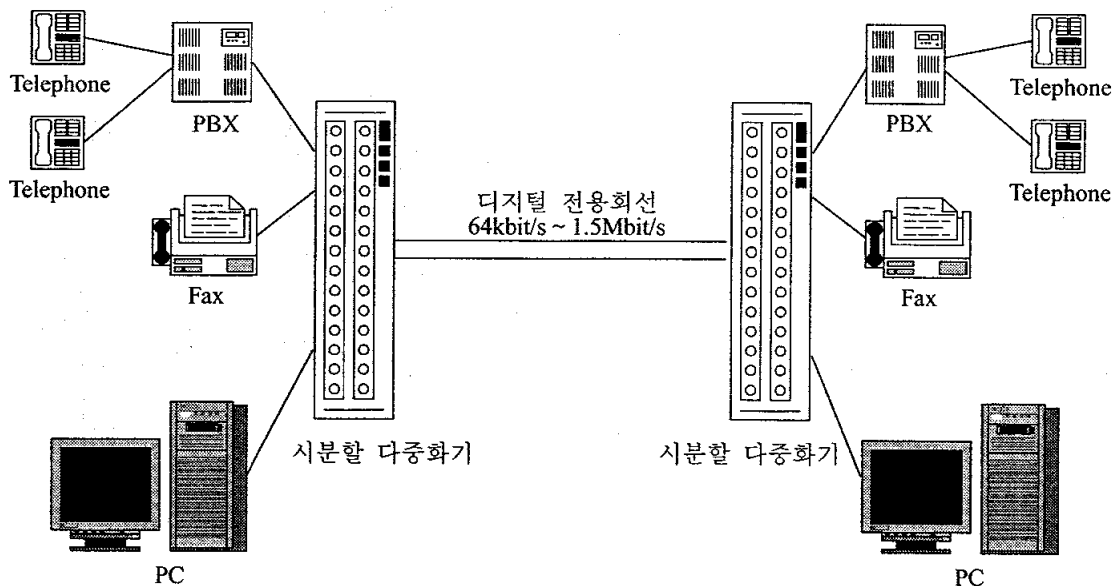 Telephone
PBX
Telephone
Fax
PC
시분할 다중화기
디지털 전용회선
64kbit/s ~ 1.5Mbit/s
시분할 다중화기
PBX
Telephone
Telephone
Fax
PC